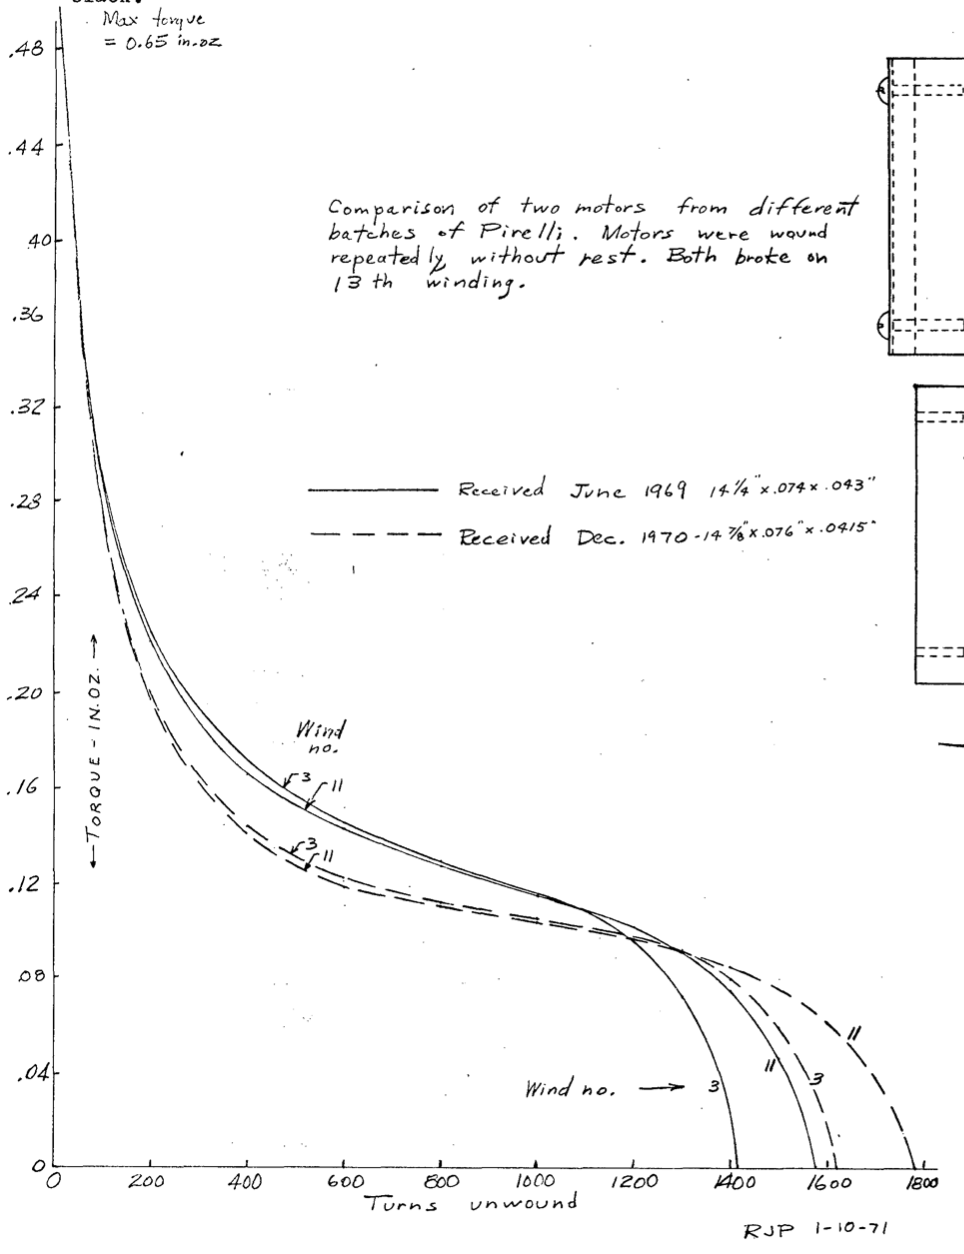 Max torque
= 0.65 in.oz
.48
.44
.40
.36
.32
.28
.24
.20
.16
.12
.08
.04
0
←TORQUE-IN.OZ.→
Comparison of two motors from different
batches of Pirelli. Motors were wound
repeatedly without rest. Both broke on
13 th winding.
Received June 1969 14 1/4" x .074 x .043"
Received Dec. 1970 - 14 7/8" x .076" x .0415"
Wind
no.
3
11
3
11
11
Wind no. → 3
11
3
0 200 400 600 800 1000 1200 1400 1600 1800
Turns unwound
RJP 1-10-71